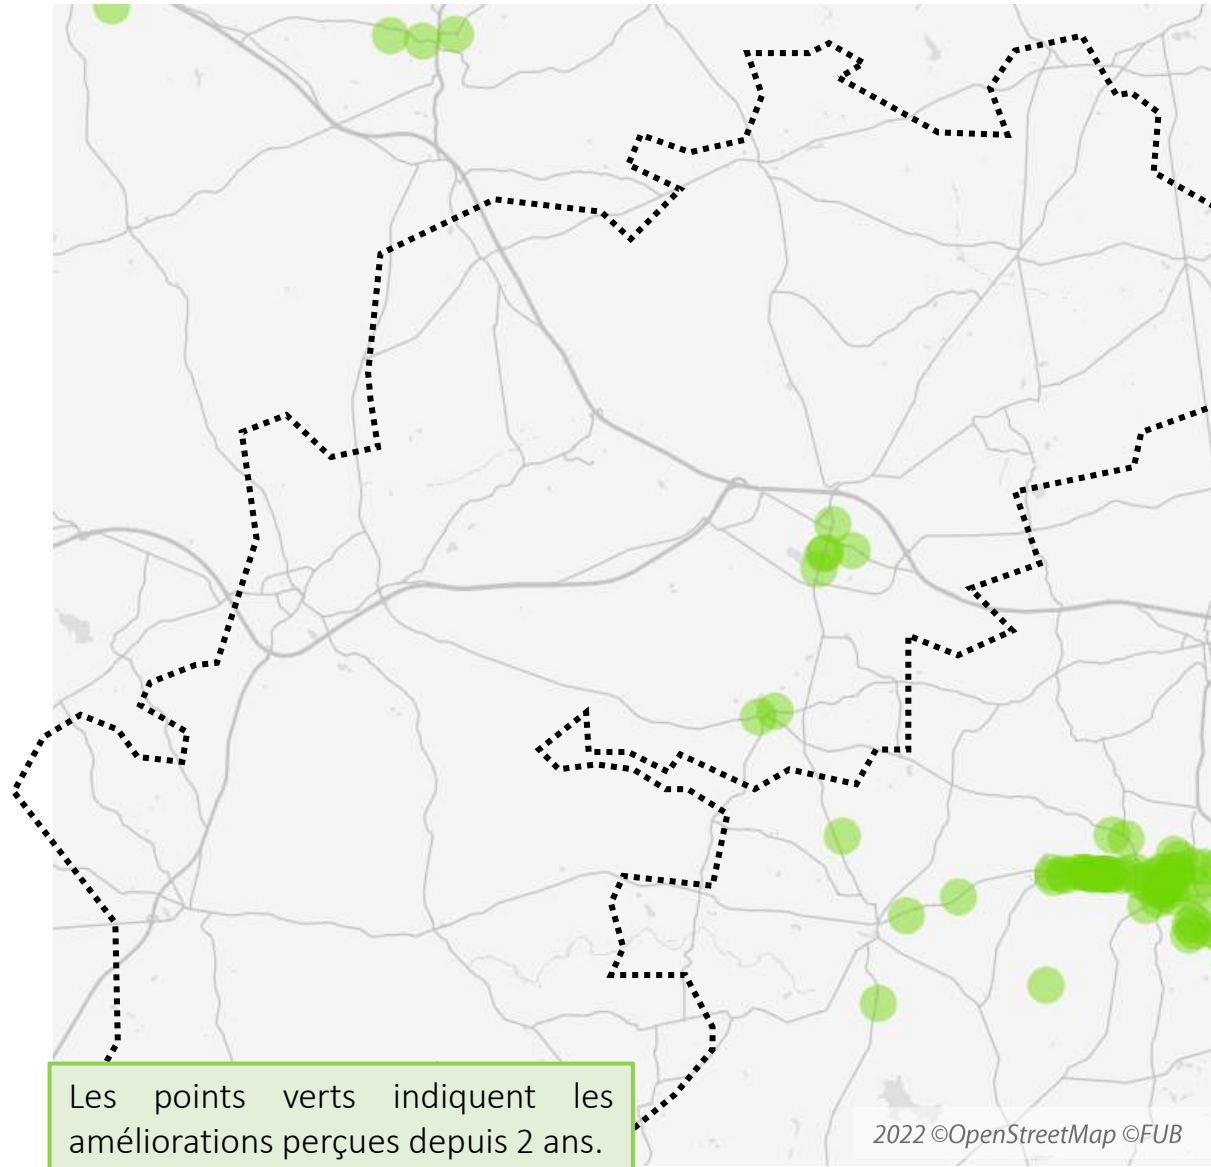 Les points verts indiquent les
améliorations perçues depuis 2 ans.
2022 ©OpenStreetMap ©FUB